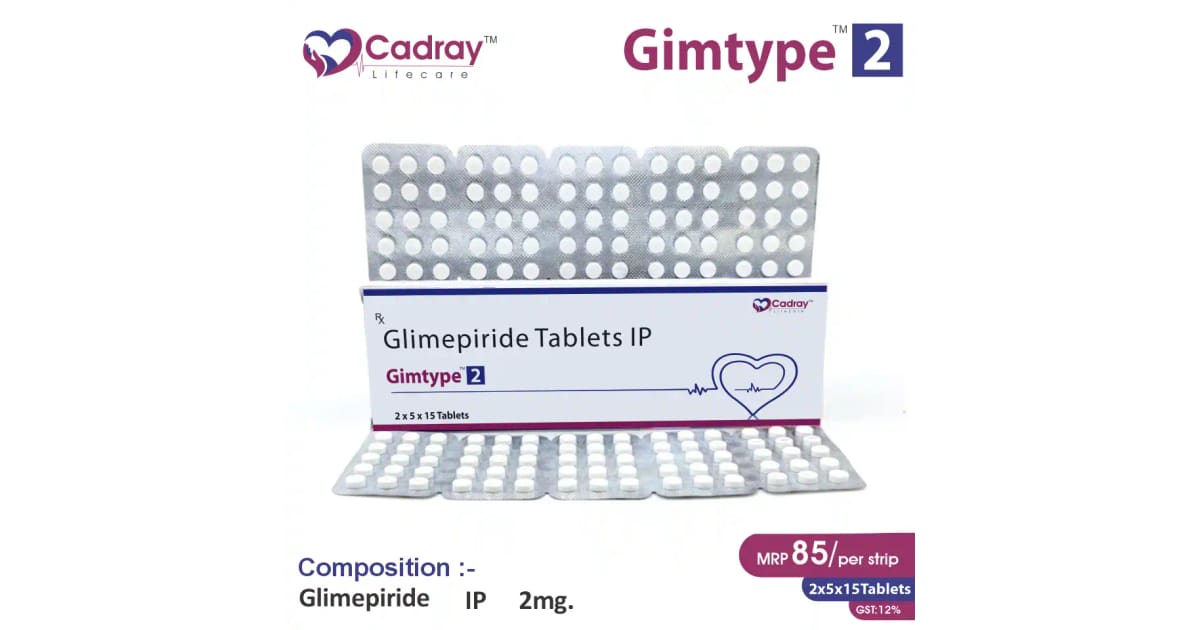 Cadray™
Lifecare
Gimtype™ 2
Cadray™
Rx
Glimepiride Tablets IP
Gimtype™ 2
2 x 5 x 15 Tablets
MRP 85/per strip
2x5x15Tablets
GST:12%
Composition :-
Glimepiride IP 2mg.